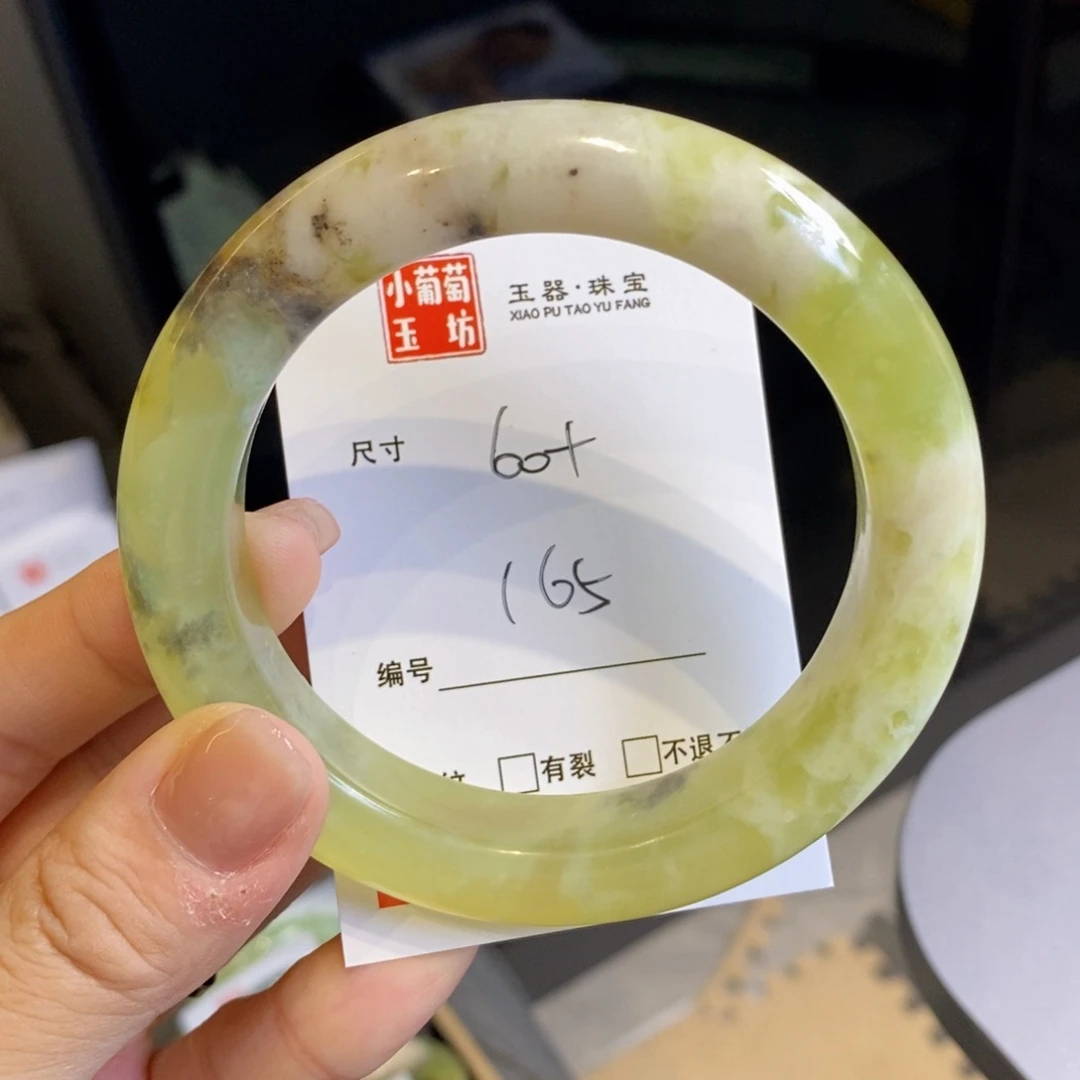 小葡萄
玉坊
玉器·珠宝
XIAO PU TAO YU FANG
尺寸 60+
165
编号
□有裂 □不退